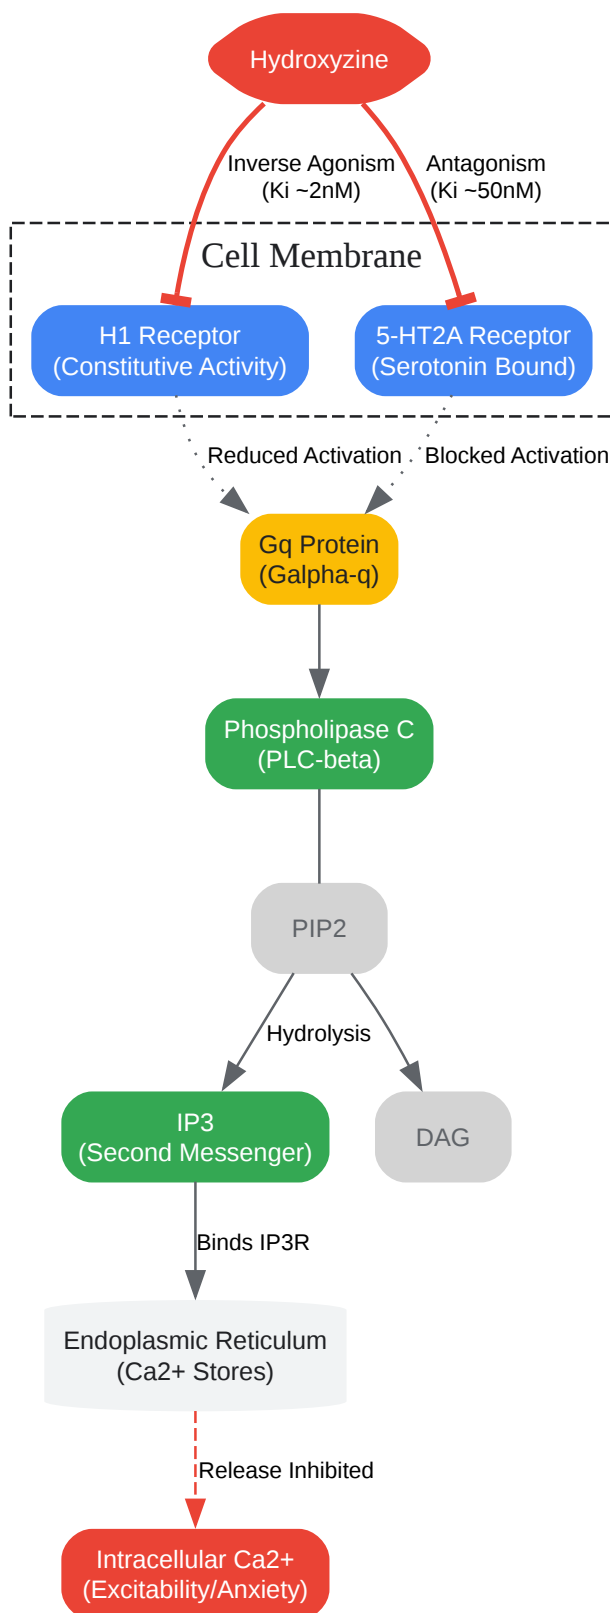 Hydroxyzine
Inverse Agonism
(Ki ~2nM)
Antagonism
(Ki ~50nM)
Cell Membrane
H1 Receptor
(Constitutive Activity)
5-HT2A Receptor
(Serotonin Bound)
Reduced Activation
Blocked Activation
Gq Protein
(Galpha-q)
Phospholipase C
(PLC-beta)
PIP2
Hydrolysis
IP3
(Second Messenger)
DAG
Binds IP3R
Endoplasmic Reticulum
(Ca2+ Stores)
Release Inhibited
Intracellular Ca2+
(Excitability/Anxiety)